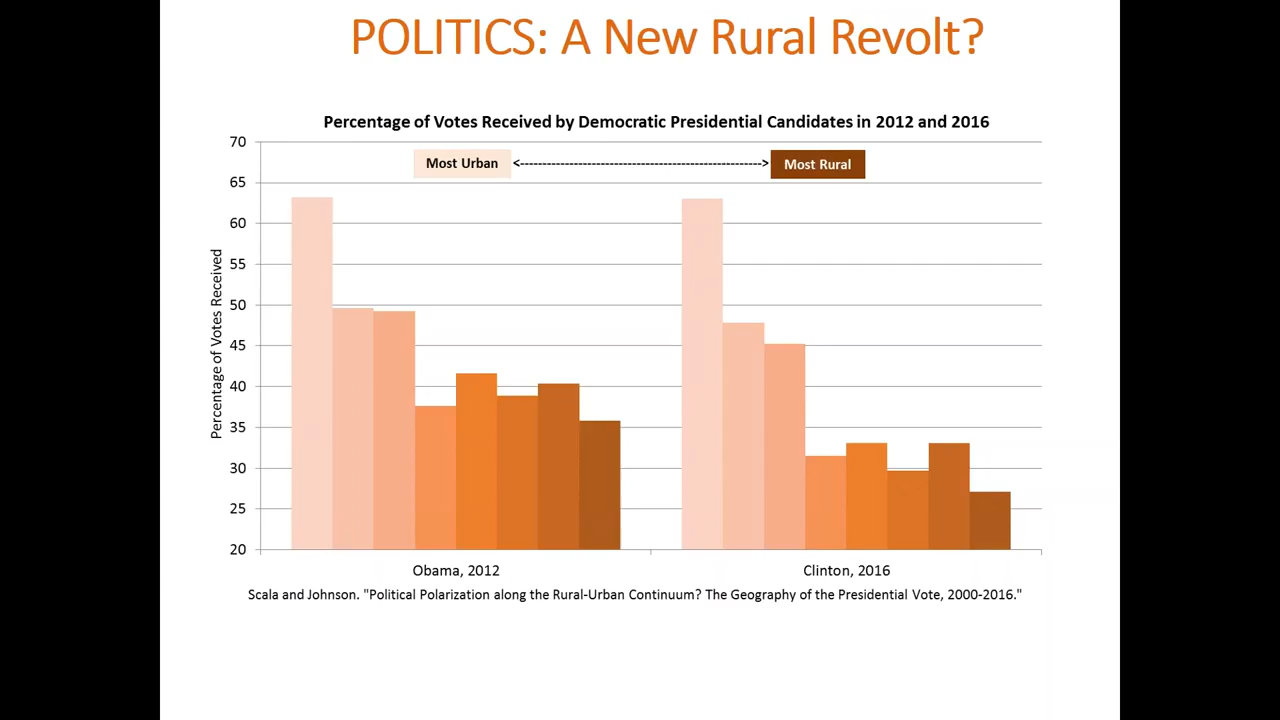 POLITICS: A New Rural Revolt?
Percentage of Votes Received by Democratic Presidential Candidates in 2012 and 2016
70
Most Urban
Most Rural
65
60
55
50
45
40
35
30
25
20
Percentage of Votes Received
Obama, 2012
Clinton, 2016
Scala and Johnson. "Political Polarization along the Rural-Urban Continuum? The Geography of the Presidential Vote, 2000-2016."